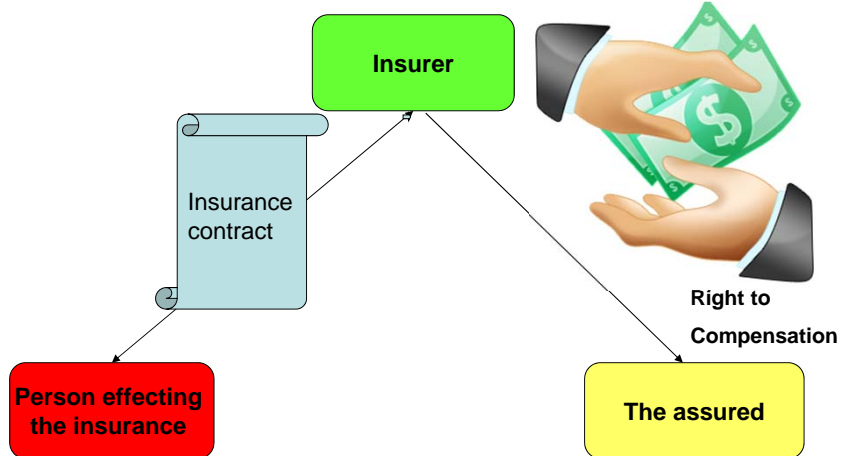 Insurer
Insurance
contract
Right to
Compensation
Person effecting
the insurance
The assured